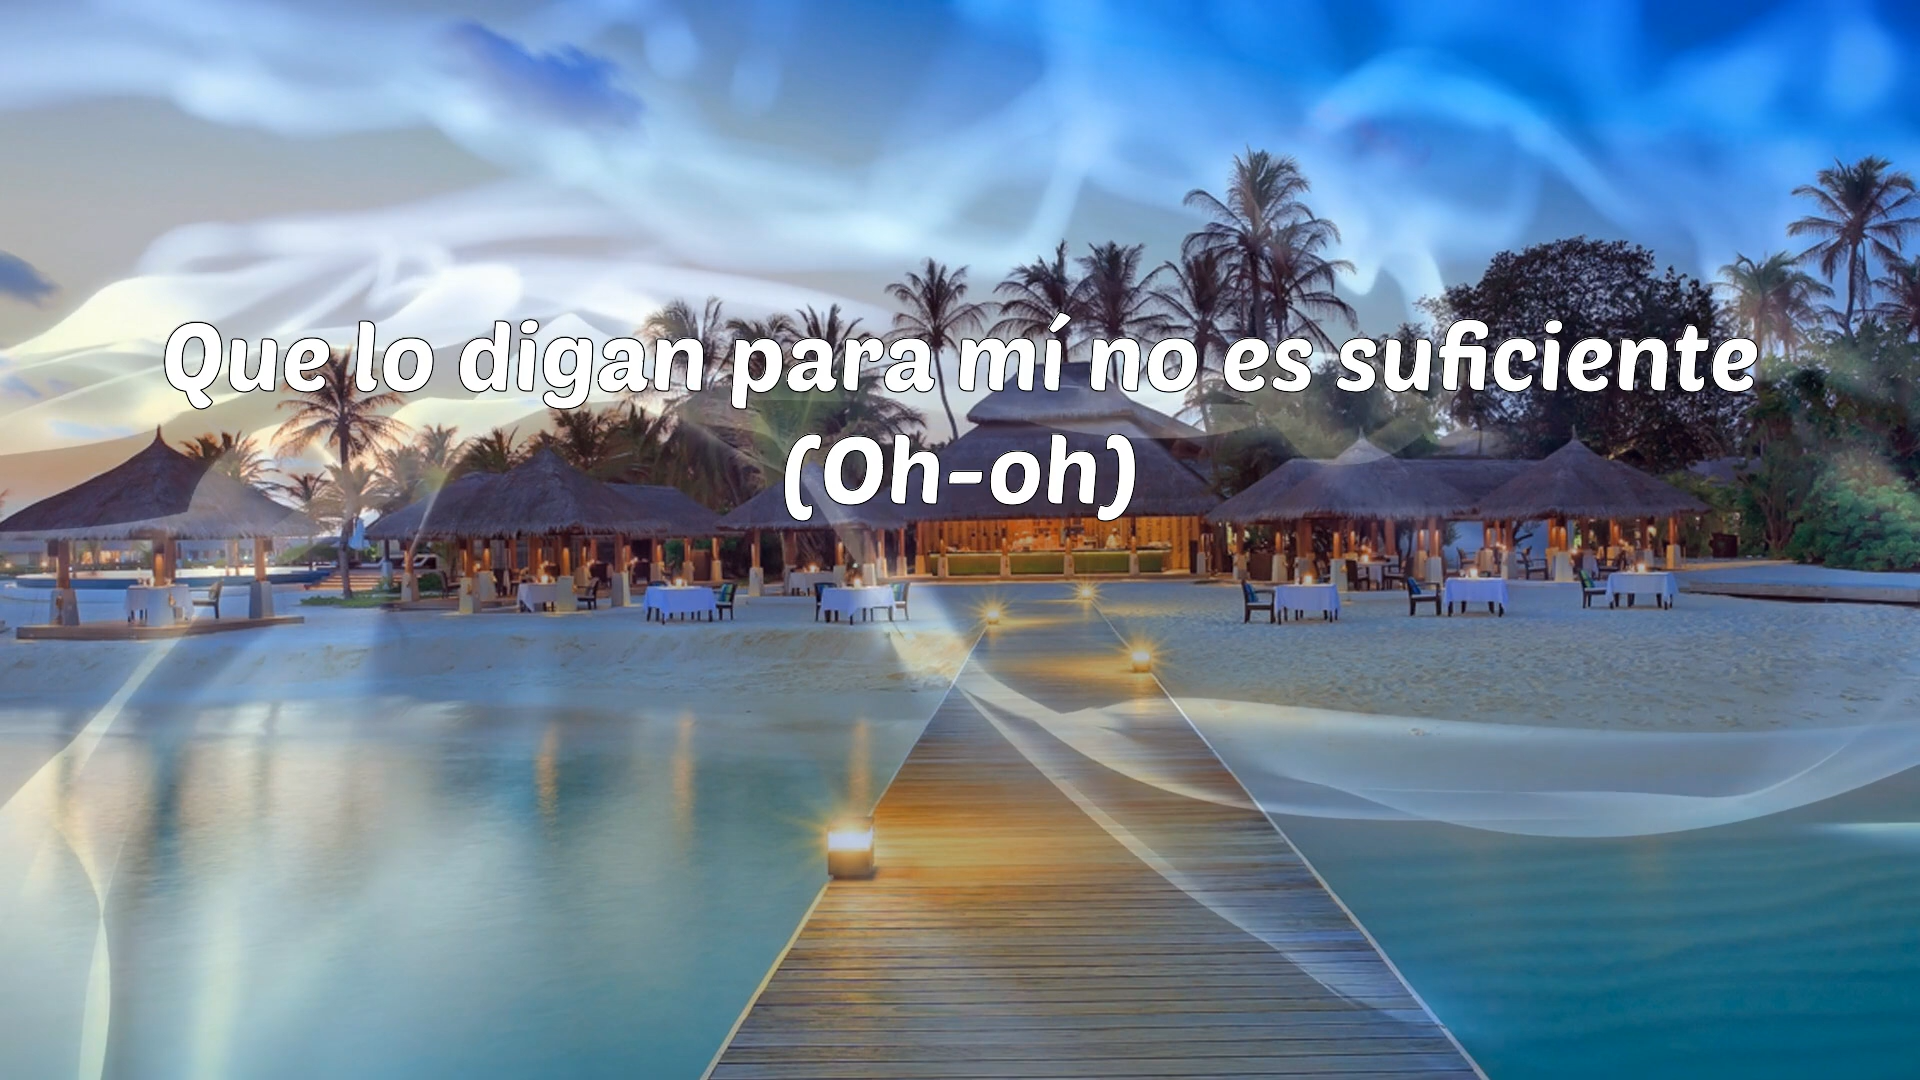 Que lo digan para mí no es suficiente
(Oh-oh)